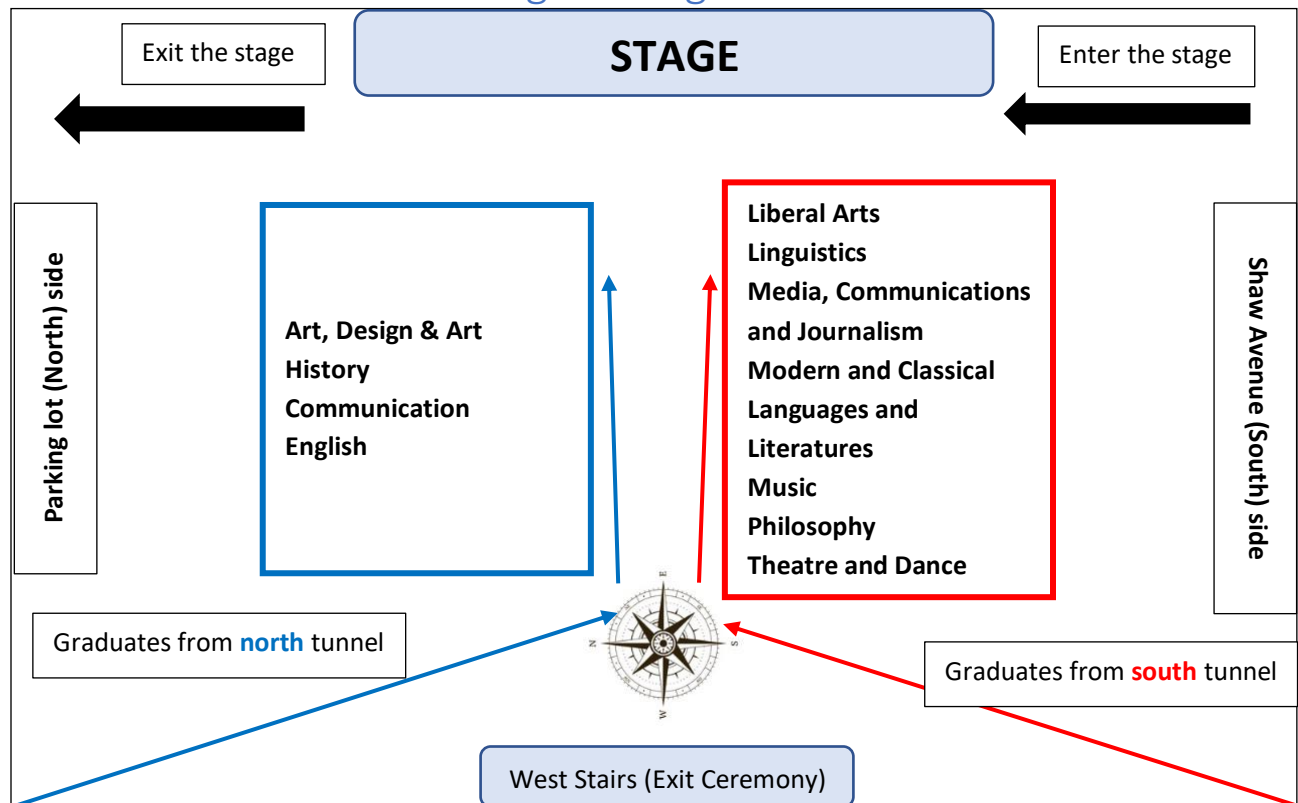 Exit the stage
STAGE
Enter the stage
Parking lot (North) side
Art, Design & Art
History
Communication
English
Liberal Arts
Linguistics
Media, Communications
and Journalism
Modern and Classical
Languages and
Literatures
Music
Philosophy
Theatre and Dance
Shaw Avenue (South) side
Graduates from north tunnel
E
N
S
W
Graduates from south tunnel
West Stairs (Exit Ceremony)